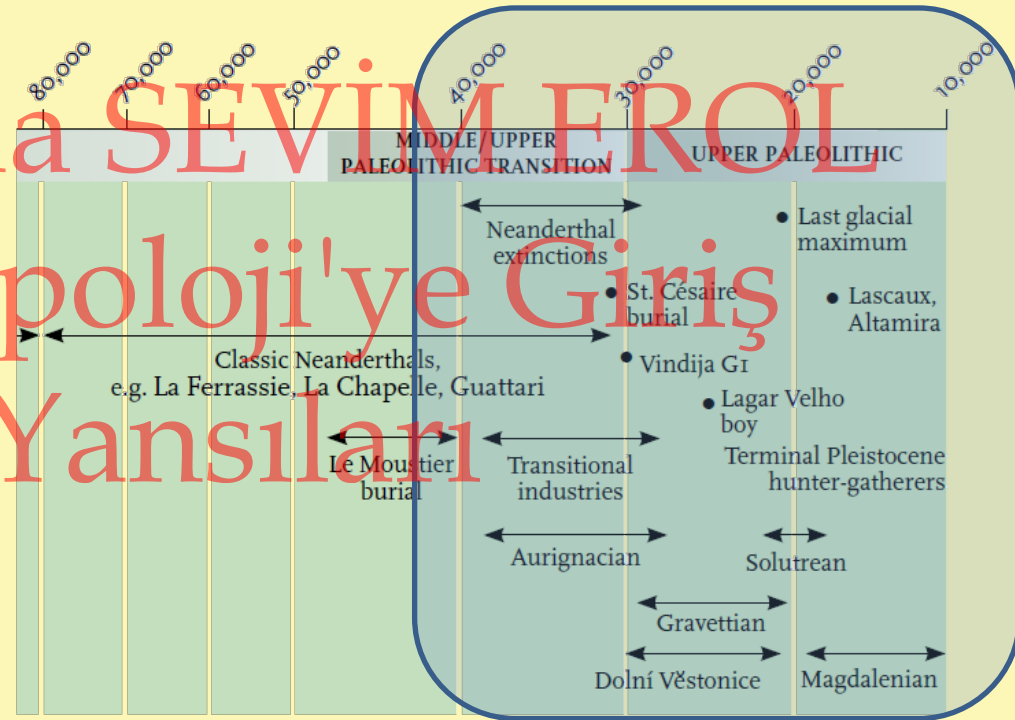 80,000 70,000 60,000 50,000 40,000 30,000 20,000 10,000
a SEVİM EROL
MIDDLE/UPPER
PALEOLITHIC TRANSITION
UPPER PALEOLITHIC
Neanderthal
extinctions
Last glacial
maximum
poloji'ye Giriş
St. Césaire
burial
Lascaux,
Altamira
Classic Neanderthals,
e.g. La Ferrassie, La Chapelle, Guattari
Vindija G1
Lagar Velho
boy
Yansıları
Le Moustier
burial
Transitional
industries
Terminal Pleistocene
hunter-gatherers
Aurignacian
Solutrean
Gravettian
Dolní Vĕstonice
Magdalenian